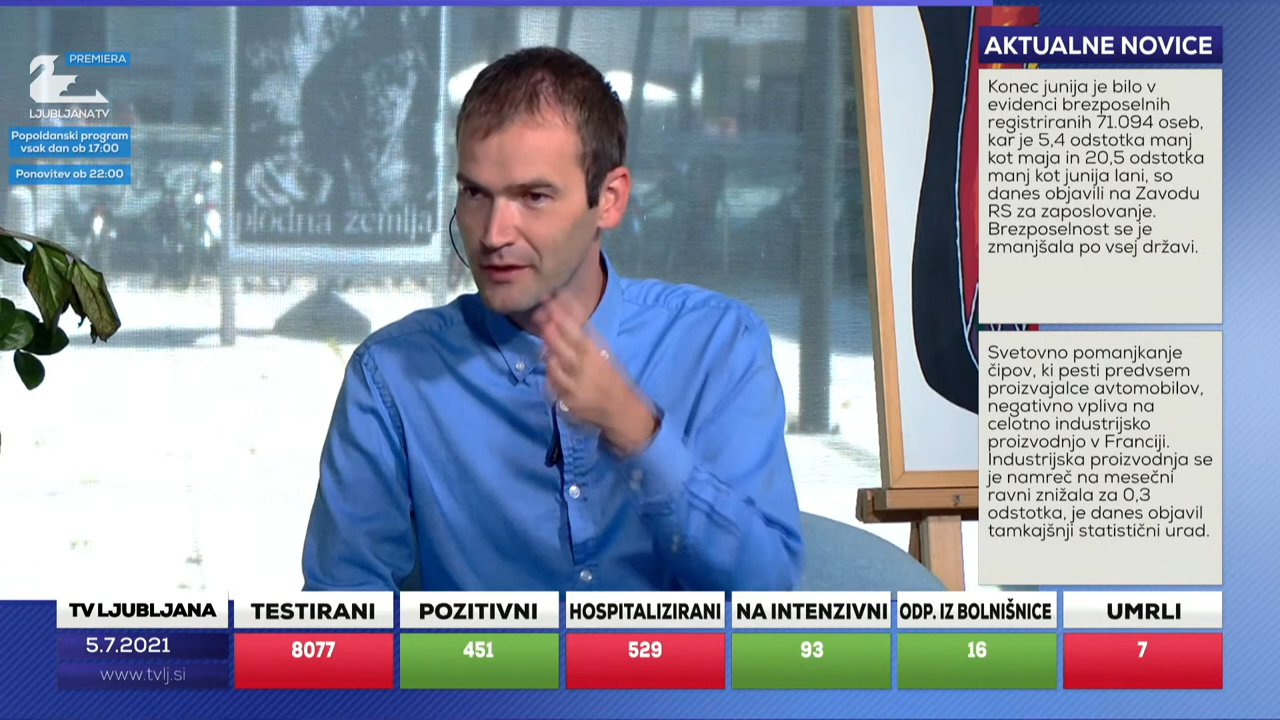 PREMIERA
LJUBLJANATV
Popoldanski program
vsak dan ob 17:00
Ponovitev ob 22:00
plodna zemlja
AKTUALNE NOVICE
Konec junija je bilo v
evidenci brezposelnih
registriranih 71.094 oseb,
kar je 5,4 odstotka manj
kot maja in 20,5 odstotka
manj kot junija lani, so
danes objavili na Zavodu
RS za zaposlovanje.
Brezposelnost se je
zmanjšala po vsej državi.
Svetovno pomanjkanje
čipov, ki pesti predvsem
proizvajalce avtomobilov,
negativno vpliva na
celotno industrijsko
proizvodnjo v Franciji.
Industrijska proizvodnja se
je namreč na mesečni
ravni znižala za 0,3
odstotka, je danes objavil
tamkajšnji statistični urad.
TV LJUBLJANA
5.7.2021
www.tvlj.si
TESTIRANI
8077
POZITIVNI
451
HOSPITALIZIRANI
529
NA INTENZIVNI
93
ODP. IZ BOLNIŠNICE
16
UMRLI
7